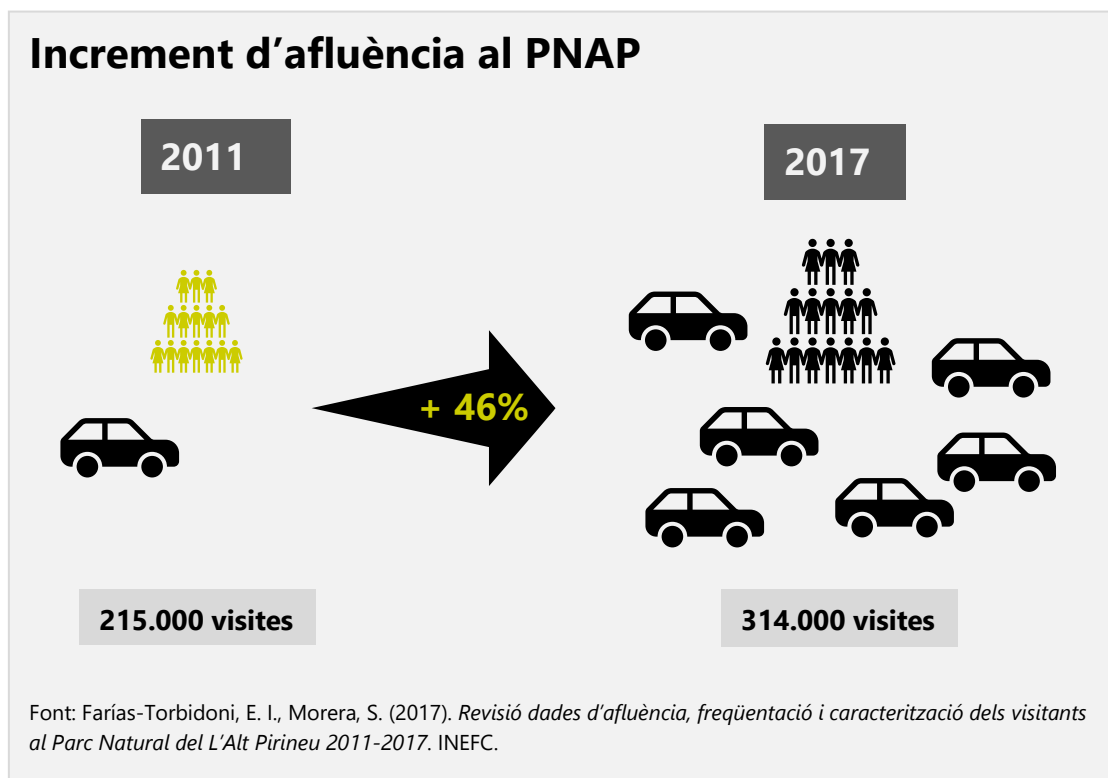 Increment d’afluència al PNAP
2011
2017
+ 46%
215.000 visites
314.000 visites
Font: Farías-Torbidoni, E. I., Morera, S. (2017). Revisió dades d’afluència, freqüentació i caracterització dels visitants
al Parc Natural del L’Alt Pirineu 2011-2017. INEFC.